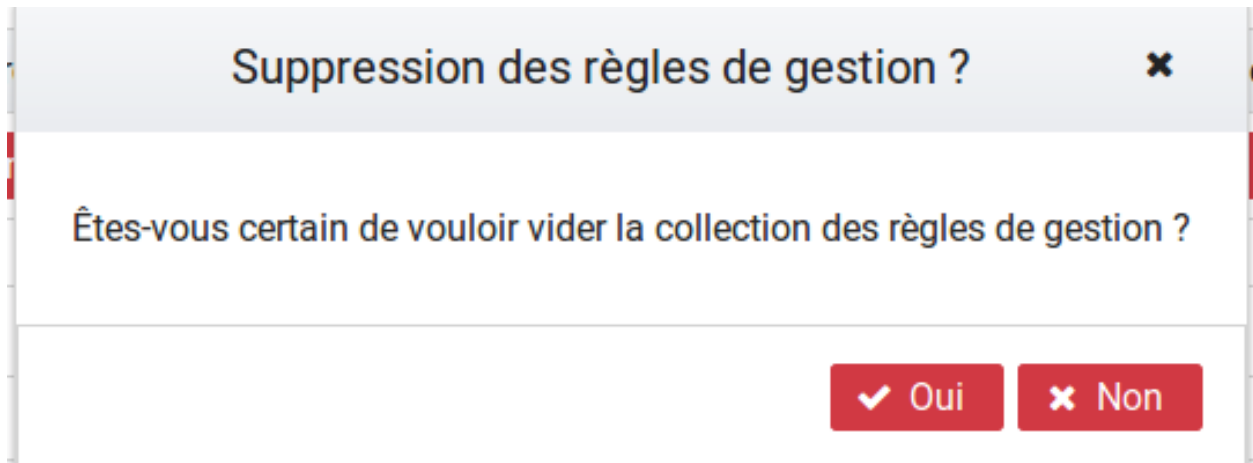 Suppression des règles de gestion ?
Êtes-vous certain de vouloir vider la collection des règles de gestion ?
Oui Non